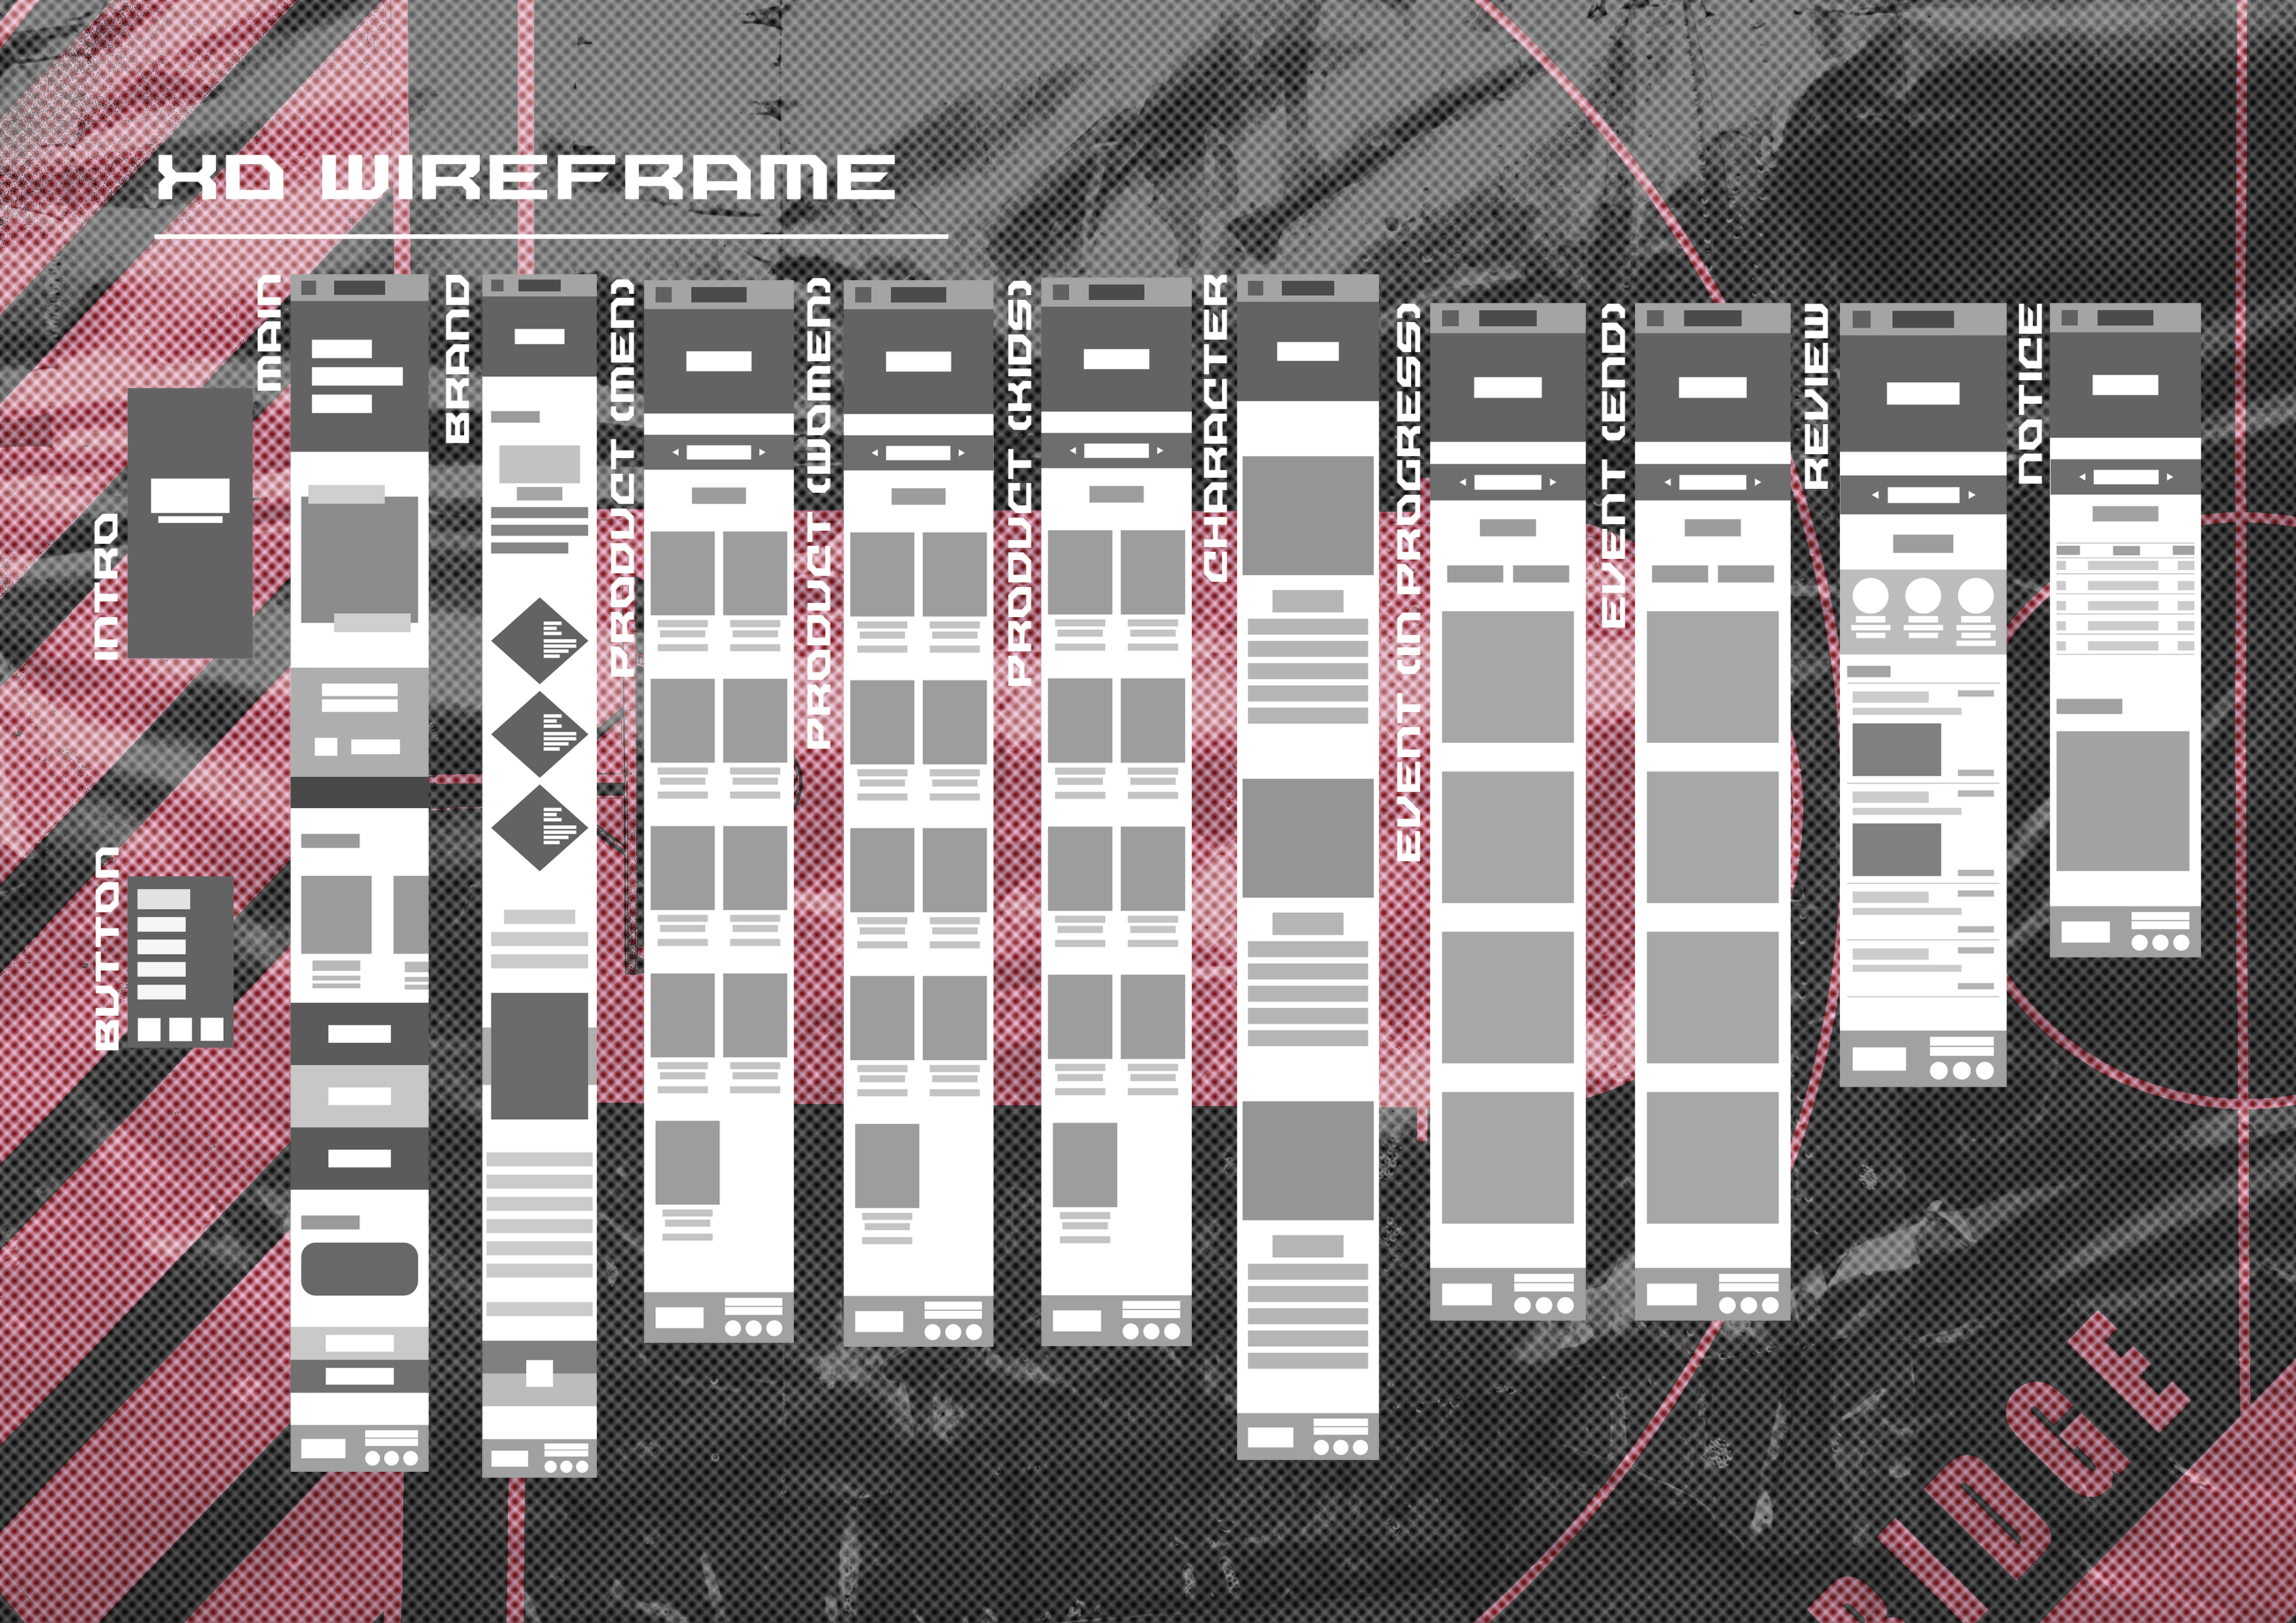 XD WIREFRAME
INTRO
BUTTON
MAIN
BRAND
PRODUCT (MEN)
PRODUCT (WOMEN)
PRODUCT (KIDS)
CHARACTER
EVENT (IN PROGRESS)
EVENT (END)
REVIEW
NOTICE
RIDGE